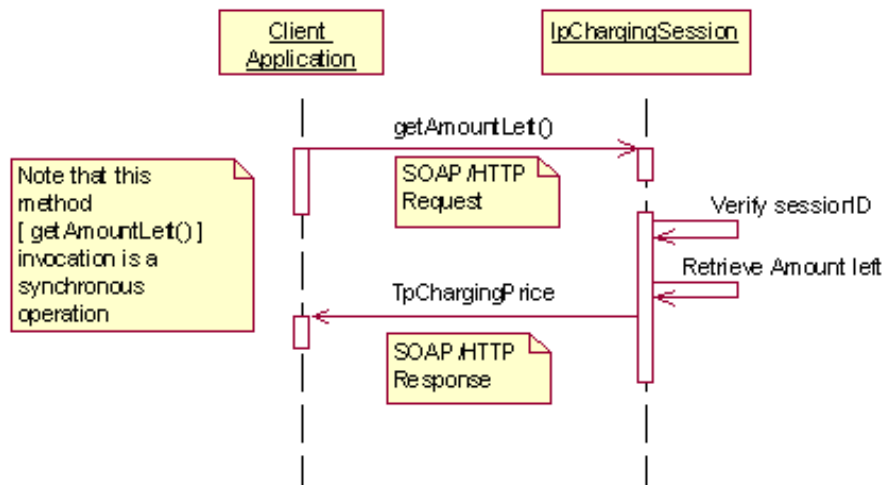 Client
Application
IpChargingSession
getAmountLeft()
SOAP/HTTP
Request
Note that this
method
[ getAmountLeft() ]
invocation is a
synchronous
operation
Verify sessionID
Retrieve Amount left
TpChargingPrice
SOAP/HTTP
Response